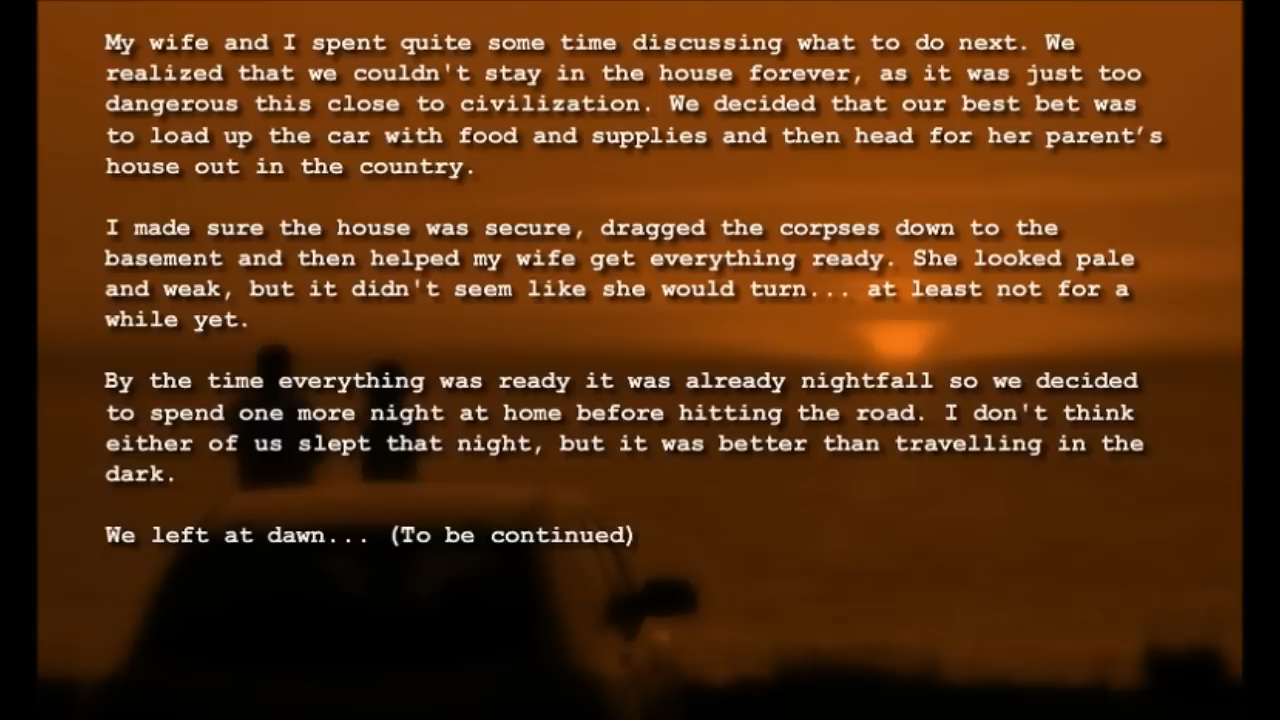 My wife and I spent quite some time discussing what to do next. We
realized that we couldn't stay in the house forever, as it was just too
dangerous this close to civilization. We decided that our best bet was
to load up the car with food and supplies and then head for her parent’s
house out in the country.
I made sure the house was secure, dragged the corpses down to the
basement and then helped my wife get everything ready. She looked pale
and weak, but it didn't seem like she would turn... at least not for a
while yet.
By the time everything was ready it was already nightfall so we decided
to spend one more night at home before hitting the road. I don't think
either of us slept that night, but it was better than travelling in the
dark.
We left at dawn... (To be continued)